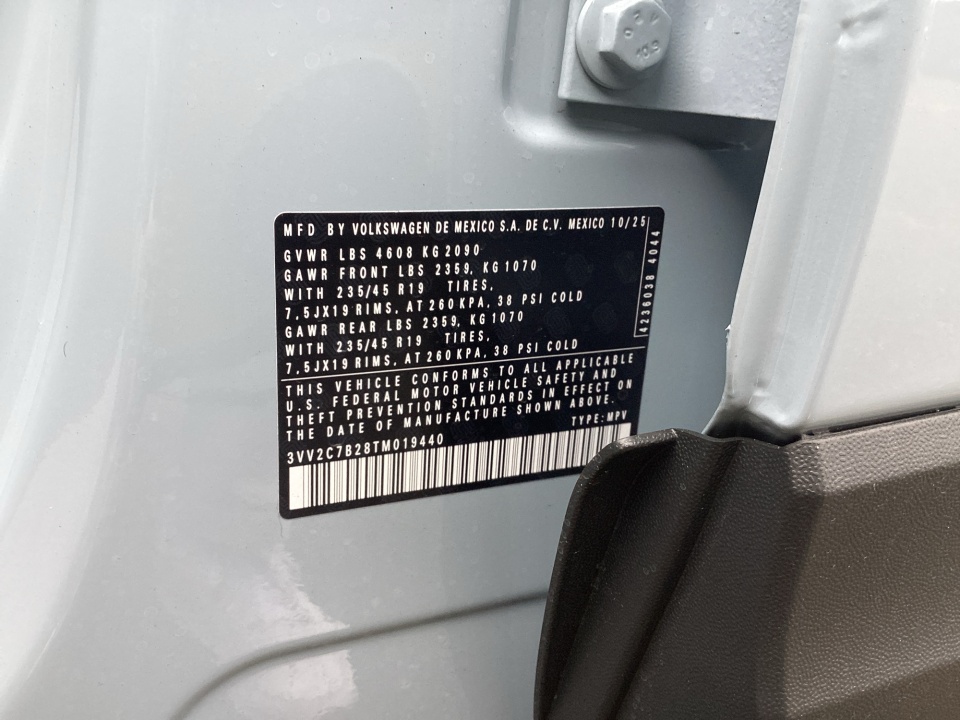 MFD BY VOLKSWAGEN DE MEXICO S.A. DE C.V. MEXICO 10/25
GVWR LBS 4608 KG 2090
GAWR FRONT LBS 2359, KG 1070
WITH 235/45 R19 TIRES,
7,5JX19 RIMS, AT 260 KPA, 38 PSI COLD
GAWR REAR LBS 2359, KG 1070
WITH 235/45 R19 TIRES,
7,5JX19 RIMS, AT 260 KPA, 38 PSI COLD
4236038 4044
THIS VEHICLE CONFORMS TO ALL APPLICABLE
U.S. FEDERAL MOTOR VEHICLE SAFETY AND
THEFT PREVENTION STANDARDS IN EFFECT ON
THE DATE OF MANUFACTURE SHOWN ABOVE.
TYPE: MPV
3VV2C7B28TM019440